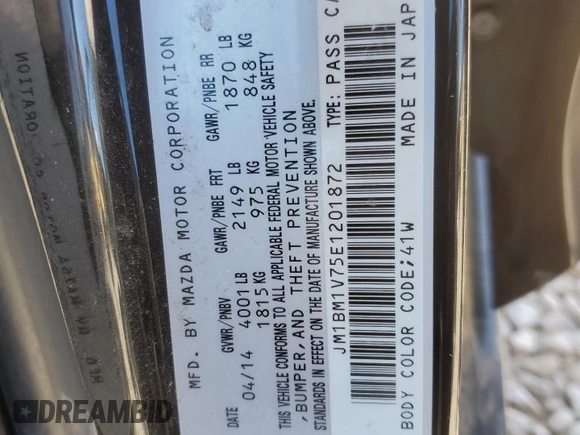 MFD. BY MAZDA MOTOR CORPORATION
GVWR/PNBV GAWR/PNBE FRT GAWR/PNBE RR
DATE 04/14 4001 LB 2149 LB 1870 LB
1815 KG 975 KG 848 KG
THIS VEHICLE CONFORMS TO ALL APPLICABLE FEDERAL MOTOR VEHICLE SAFETY
,BUMPER,AND THEFT PREVENTION
STANDARDS IN EFFECT ON THE DATE OF MANUFACTURE SHOWN ABOVE.
JM1BM1V75E1201872 TYPE: PASS CA
BODY COLOR CODE;41W MADE IN JAP
DREAMBID